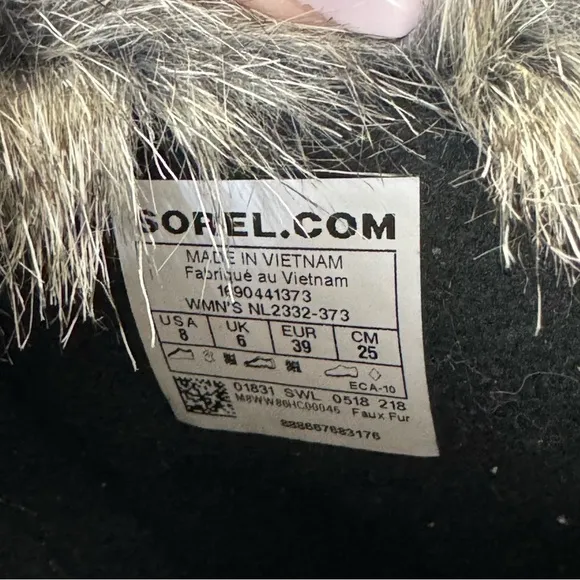 SOREL.COM
MADE IN VIETNAM
Fabriqué au Vietnam
1690441373
WMN'S NL2332-373
USA UK EUR CM
8 6 39 25
ECA-10
01831 SWL 0518 218
M8WW86HC00046 Faux Fur
888667683176